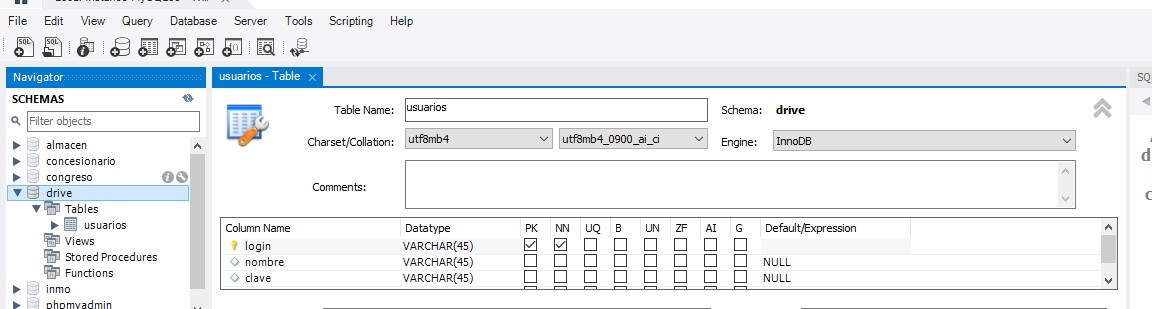 File Edit View Query Database Server Tools Scripting Help
Navigator
SCHEMAS
Filter objects
almacen
concesionario
congreso
drive
Tables
usuarios
Views
Stored Procedures
Functions
inmo
phpmyadmin
usuarios - Table
Table Name: usuarios Schema: drive
Charset/Collation: utf8mb4 utf8mb4_0900_ai_ci Engine: InnoDB
Comments:
Column Name Datatype PK NN UQ B UN ZF AI G Default/Expression
login VARCHAR(45)
nombre VARCHAR(45) NULL
clave VARCHAR(45) NULL
SQ